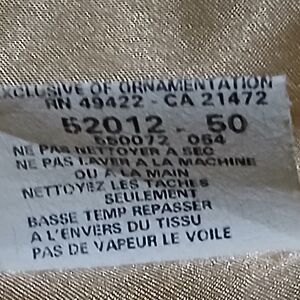 EXCLUSIVE OF ORNAMENTATION
RN 49422 - CA 21472
52012 - 50
550072 064
NE PAS NETTOYER A SEC
NE PAS LAVER A LA MACHINE
OU A LA MAIN
NETTOYEZ LES TACHES
SEULEMENT
BASSE TEMP REPASSER
A L'ENVERS DU TISSU
PAS DE VAPEUR LE VOILE